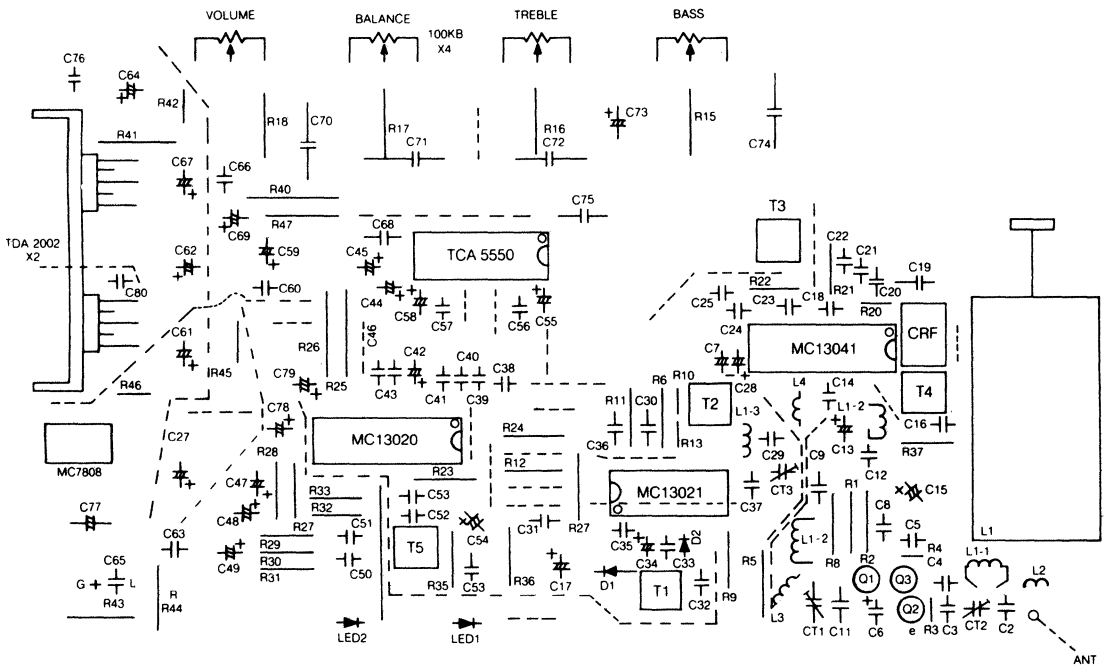 VOLUME
BALANCE
100KB
X4
TREBLE
BASS
C76
C64
R42
R41
R18
C70
R17
C71
R16
C72
C73
R15
C74
C67
C66
R40
R47
C75
TDA 2002
X2
C69
C59
C68
C62
C45
TCA 5550
T3
C80
C60
C44
C58
C57
C56
C55
C22
C21
C19
R22
C25
C23
C18
R21
C20
R20
C24
C61
R45
R26
C46
C42
C40
C38
C7
MC13041
CRF
C79
R25
C43
C41
C39
R6
R10
C28
L4
C14
T4
R46
C78
R11
C30
T2
L1-3
L1-2
C16
MC7808
C27
R28
MC13020
R24
C36
R13
C29
C13
R37
C47
R23
R12
C12
CT3
C9
C77
R33
C53
MC13021
C37
R1
C15
C48
R32
R27
C51
C52
C54
C31
R27
C8
C5
C63
C49
R29
R30
R31
C50
T5
C35
C34
C33
D2
R5
L1-2
R8
R2
R4
L1
L1-1
C65
G + L
R43
R
R44
R35
C53
R36
C17
D1
T1
C32
R9
L3
Q1
Q3
C4
L2
Q2
e
CT1
C11
C6
R3
C3
CT2
C2
LED2
LED1
ANT